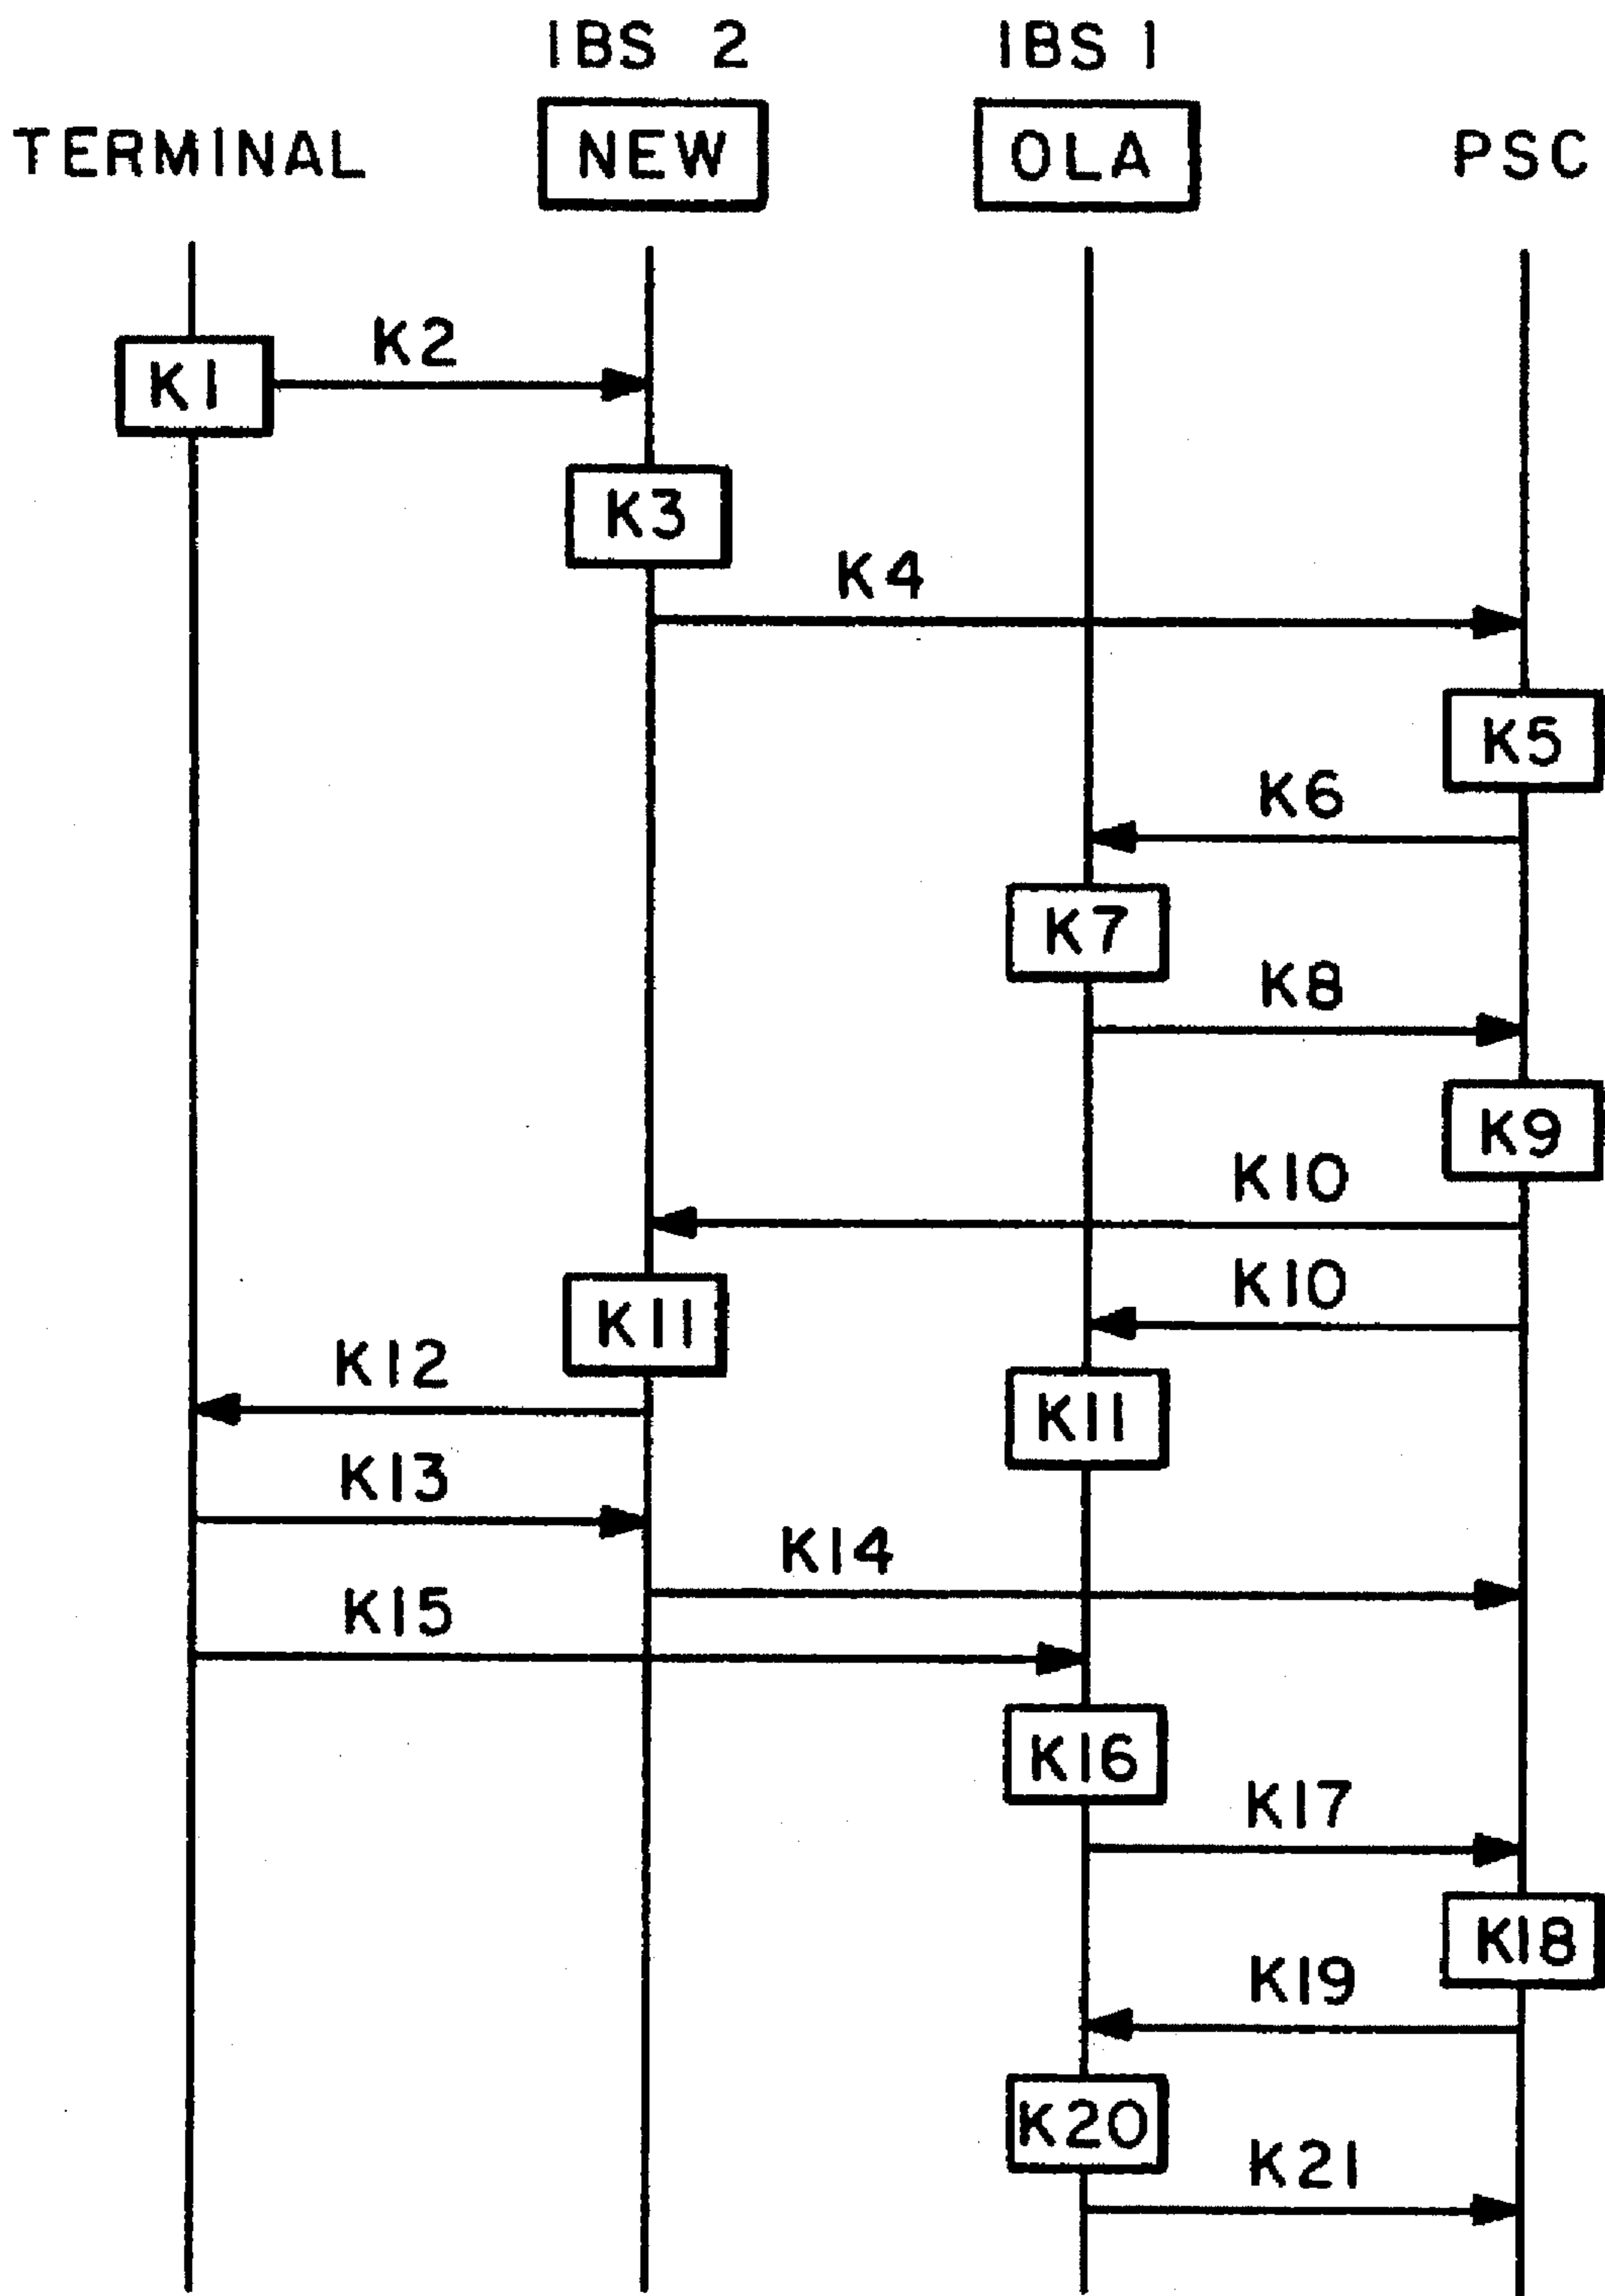 IBS 2
IBS 1
TERMINAL
NEW
OLA
PSC
K1
K2
K3
K4
K5
K6
K7
K8
K9
K10
K10
K11
K12
K11
K13
K14
K15
K16
K17
K18
K19
K20
K21